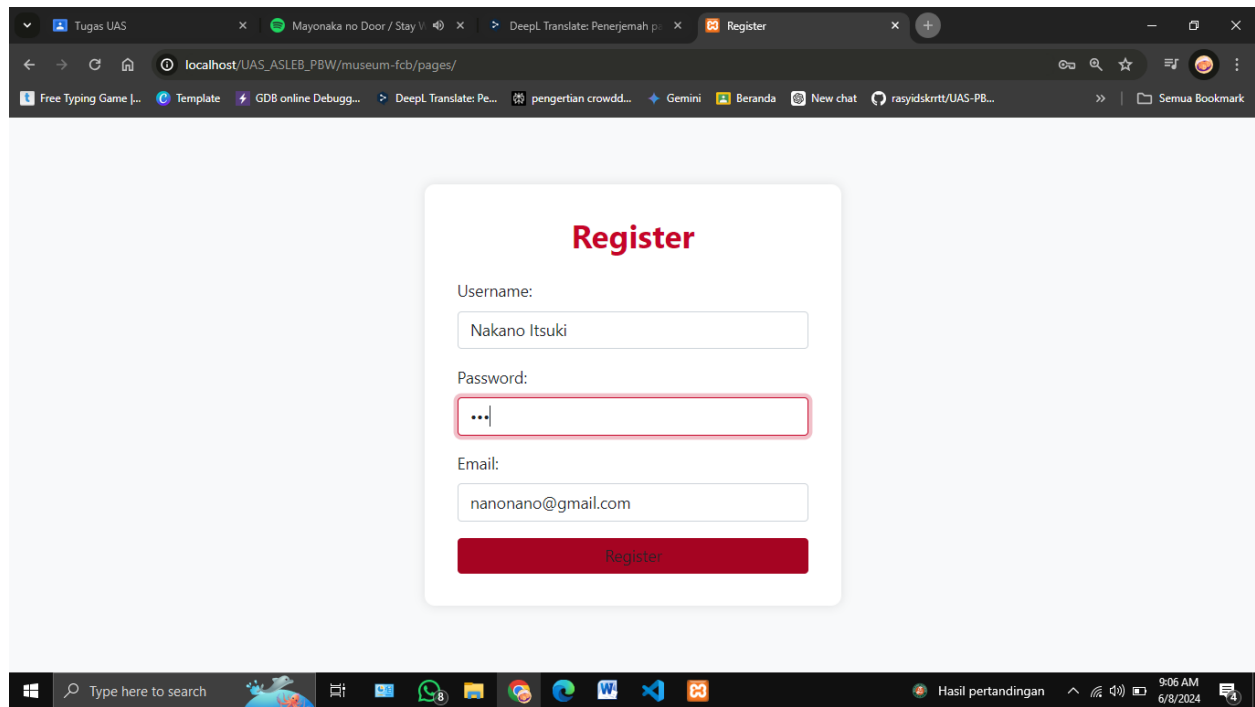 Tugas UAS
Mayonaka no Door / Stay W
DeepL Translate: Penerjemah pa
Register
localhost/UAS_ASLEB_PBW/museum-fcb/pages/
Free Typing Game |...
Template
GDB online Debugg...
DeepL Translate: Pe...
pengertian crowdd...
Gemini
Beranda
New chat
rasyidskrrtt/UAS-PB...
»
Semua Bookmark
Register
Username:
Nakano Itsuki
Password:
•••
Email:
nanonano@gmail.com
Register
Type here to search
8
Hasil pertandingan
9:06 AM
6/8/2024
4